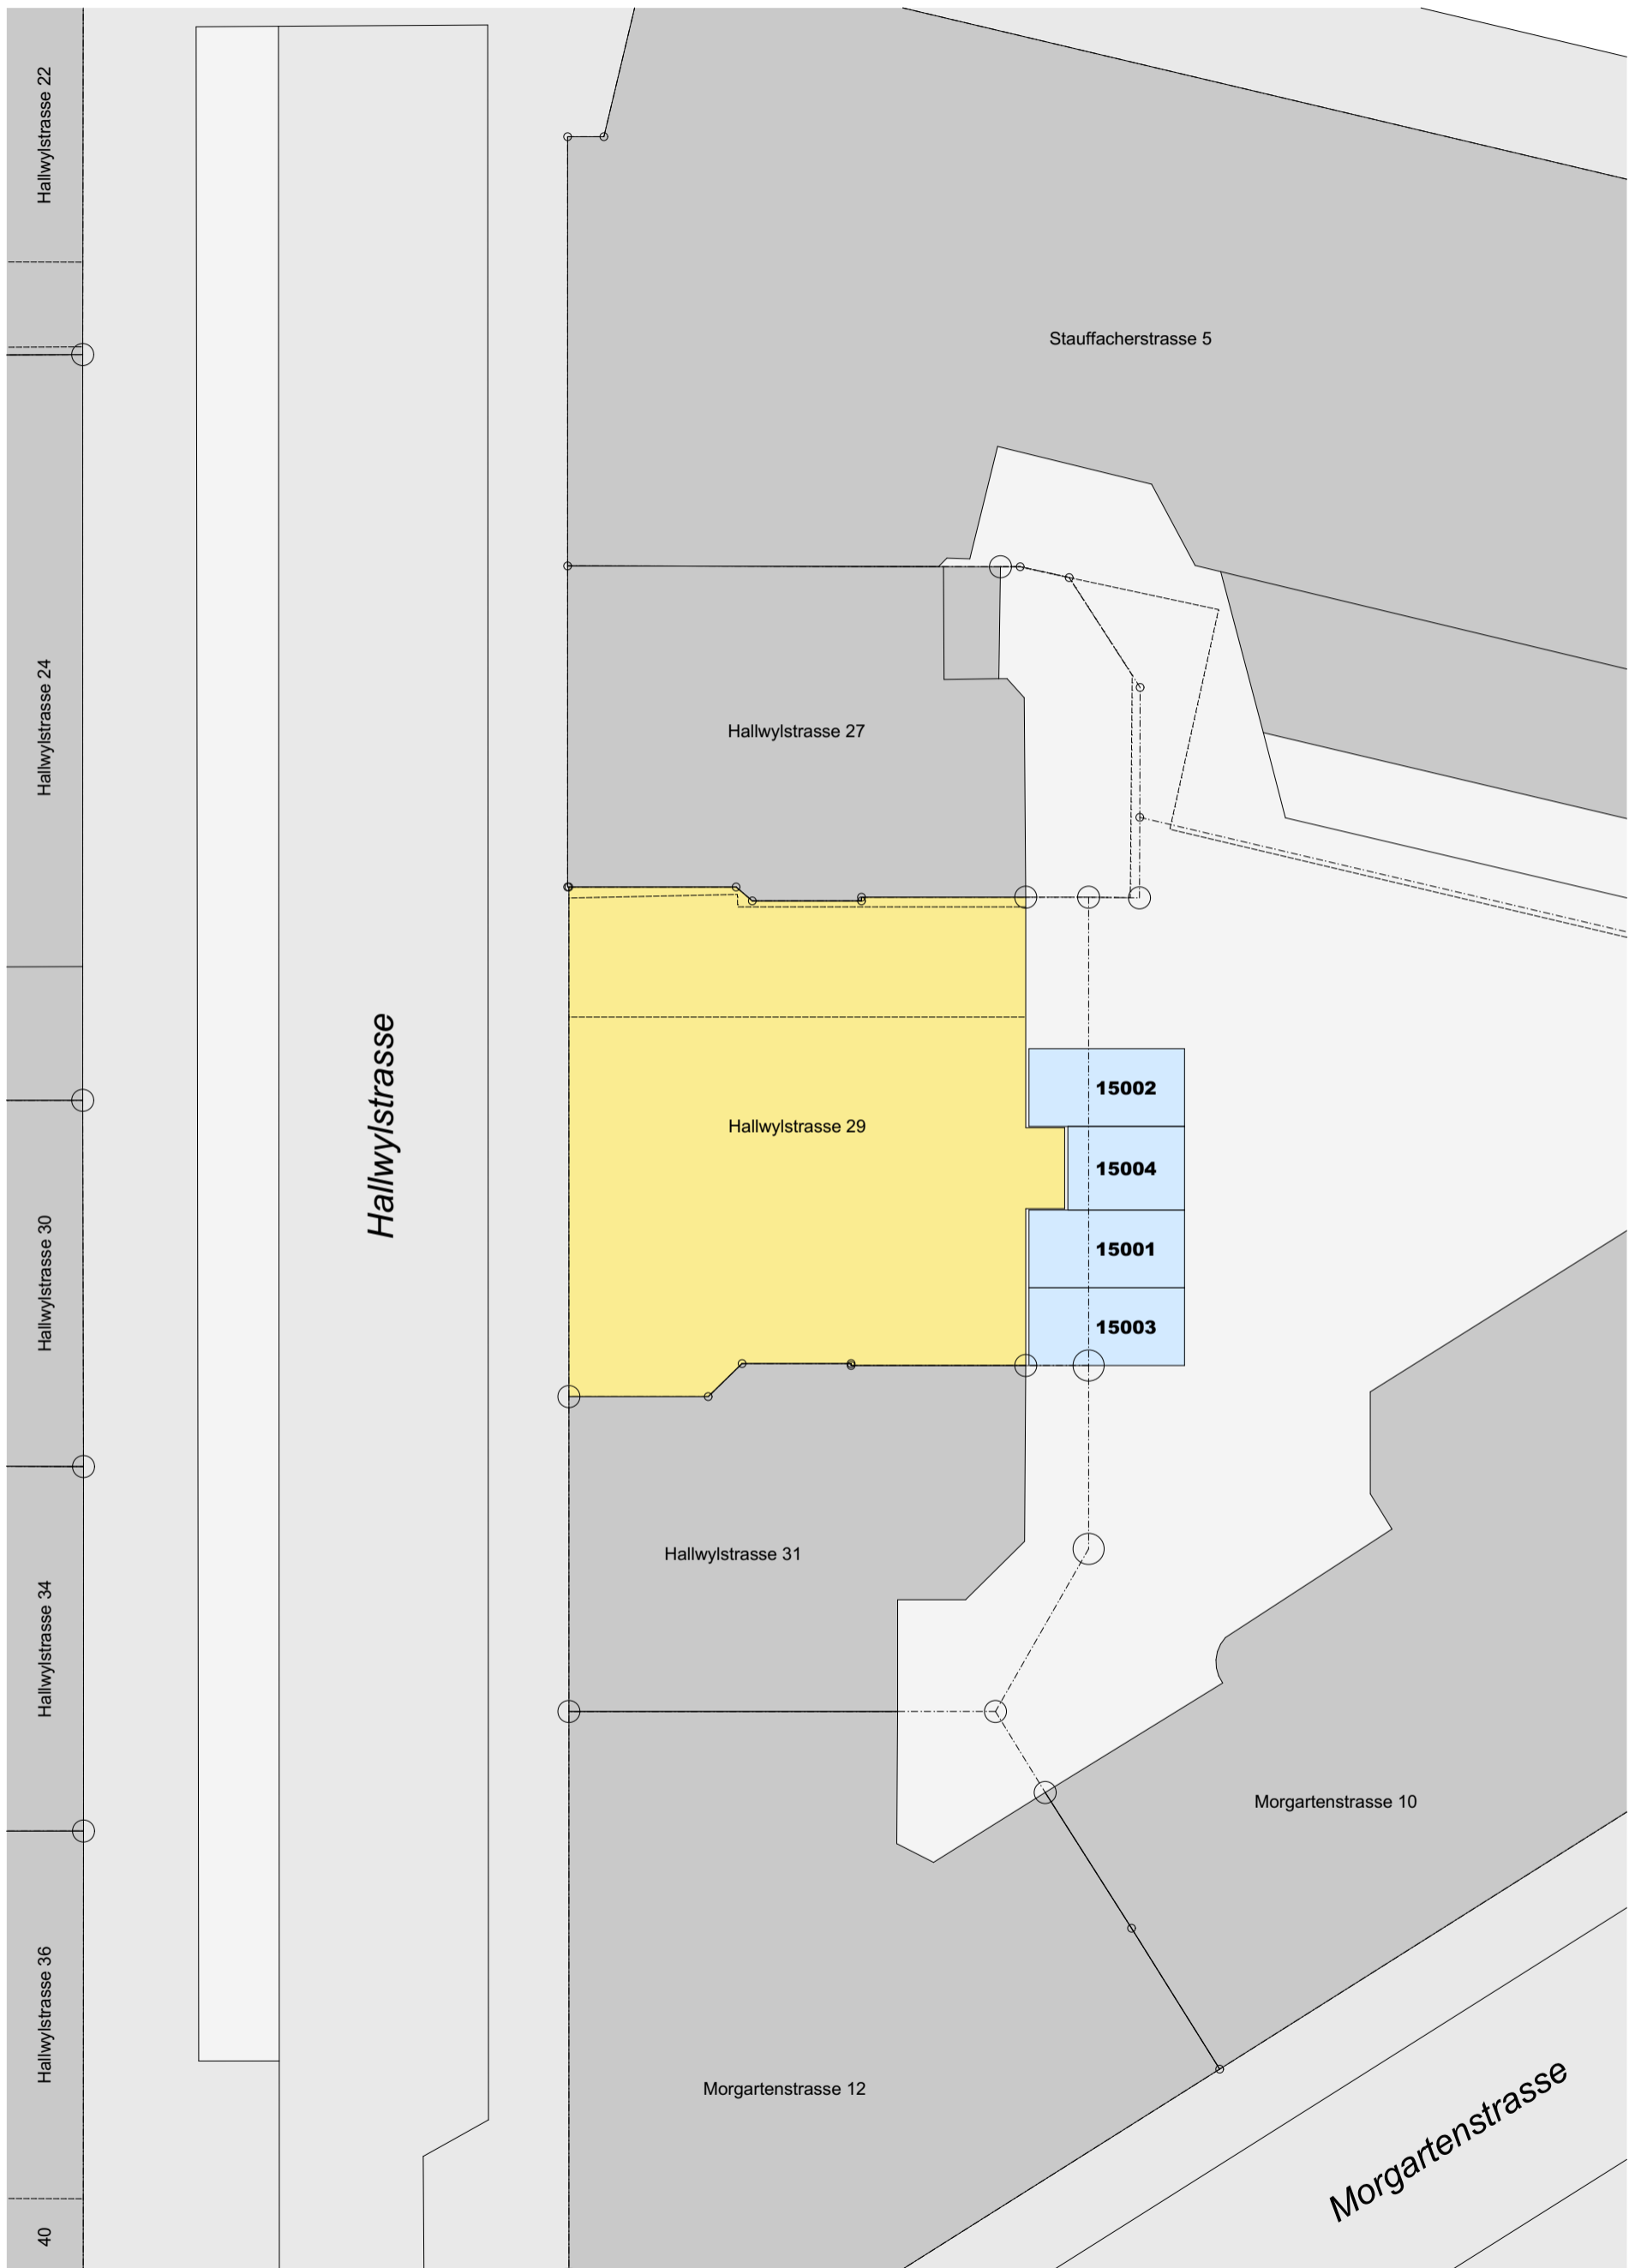 Hallwylstrasse 22
Stauffacherstrasse 5
Hallwylstrasse 24
Hallwylstrasse 27
Hallwylstrasse
15002
Hallwylstrasse 29
15004
15001
Hallwylstrasse 30
15003
Hallwylstrasse 31
Hallwylstrasse 34
Morgartenstrasse 10
Hallwylstrasse 36
Morgartenstrasse 12
Morgartenstrasse
40